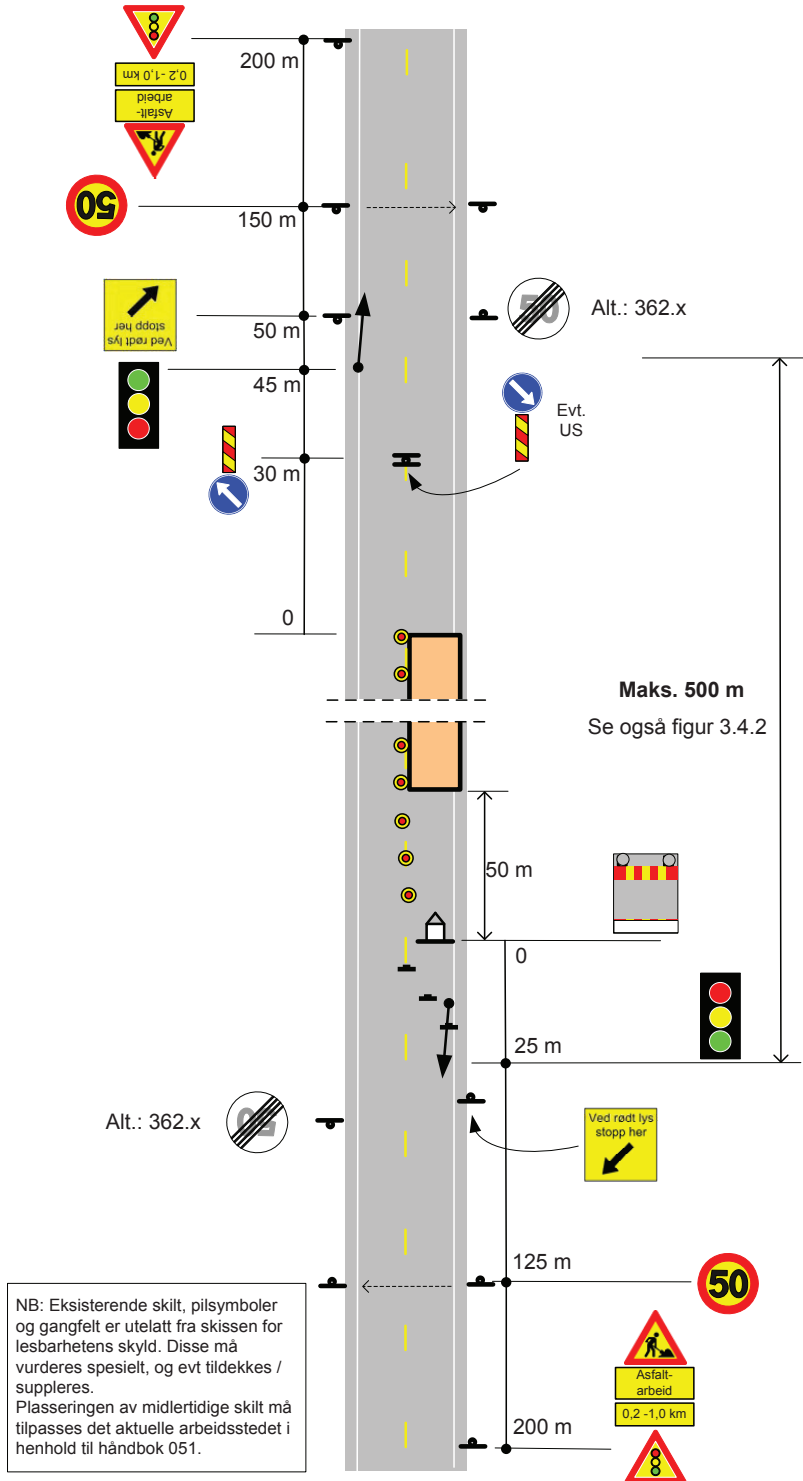 200 m
0,2 -1,0 km
Asfalt-
arbeid
50
150 m
Ved rødt lys
stopp her
50 m
50
Alt.: 362.x
45 m
Evt.
US
30 m
0
Maks. 500 m
Se også figur 3.4.2
50 m
0
25 m
Alt.: 362.x
50
Ved rødt lys
stopp her
125 m
50
NB: Eksisterende skilt, pilsymboler
og gangfelt er utelatt fra skissen for
lesbarhetens skyld. Disse må
vurderes spesielt, og evt tildekkes /
suppleres.
Plasseringen av midlertidige skilt må
tilpasses det aktuelle arbeidsstedet i
henhold til håndbok 051.
Asfalt-
arbeid
0,2 -1,0 km
200 m